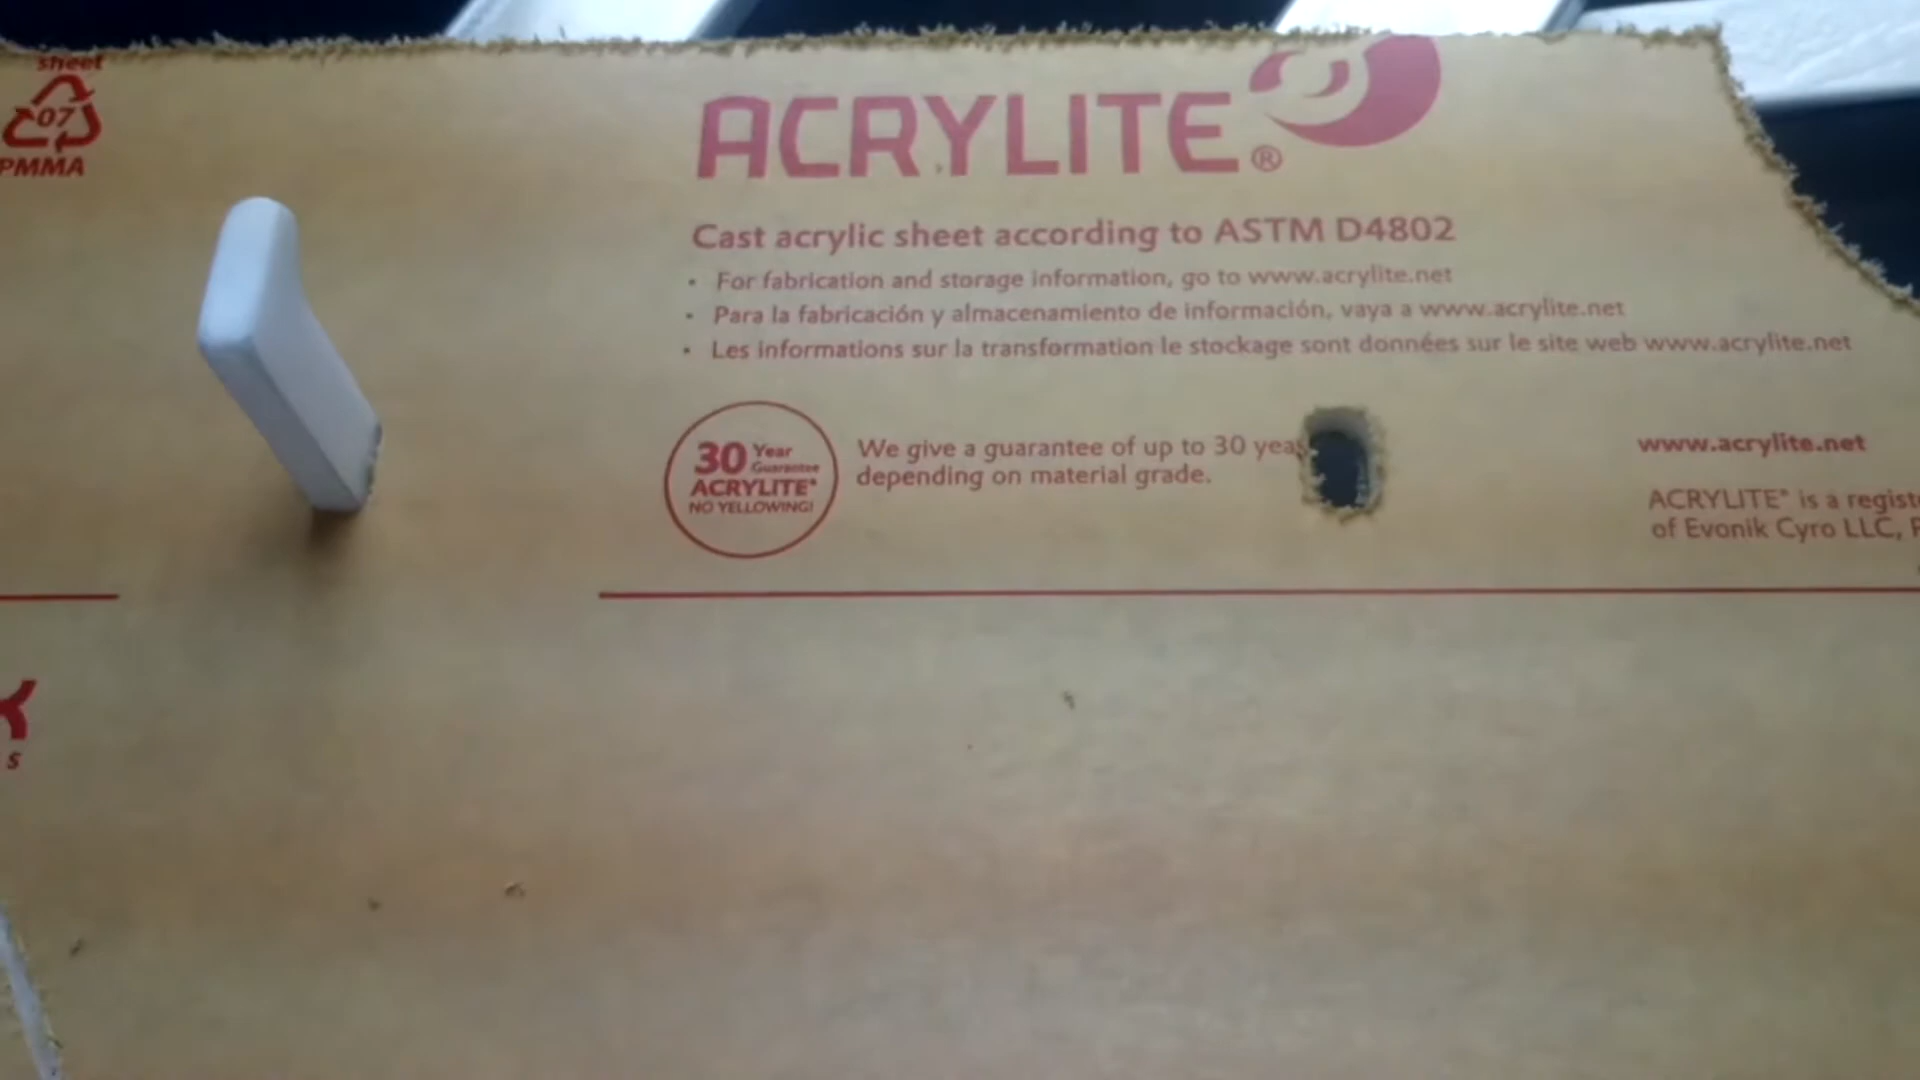 sheet
07
PMMA
ACRYLITE®
Cast acrylic sheet according to ASTM D4802
• For fabrication and storage information, go to www.acrylite.net
• Para la fabricación y almacenamiento de información, vaya a www.acrylite.net
• Les informations sur la transformation le stockage sont données sur le site web www.acrylite.net
30 Year
Guarantee
ACRYLITE®
NO YELLOWING!
We give a guarantee of up to 30 yea
depending on material grade.
www.acrylite.net
ACRYLITE® is a regist
of Evonik Cyro LLC, P
s